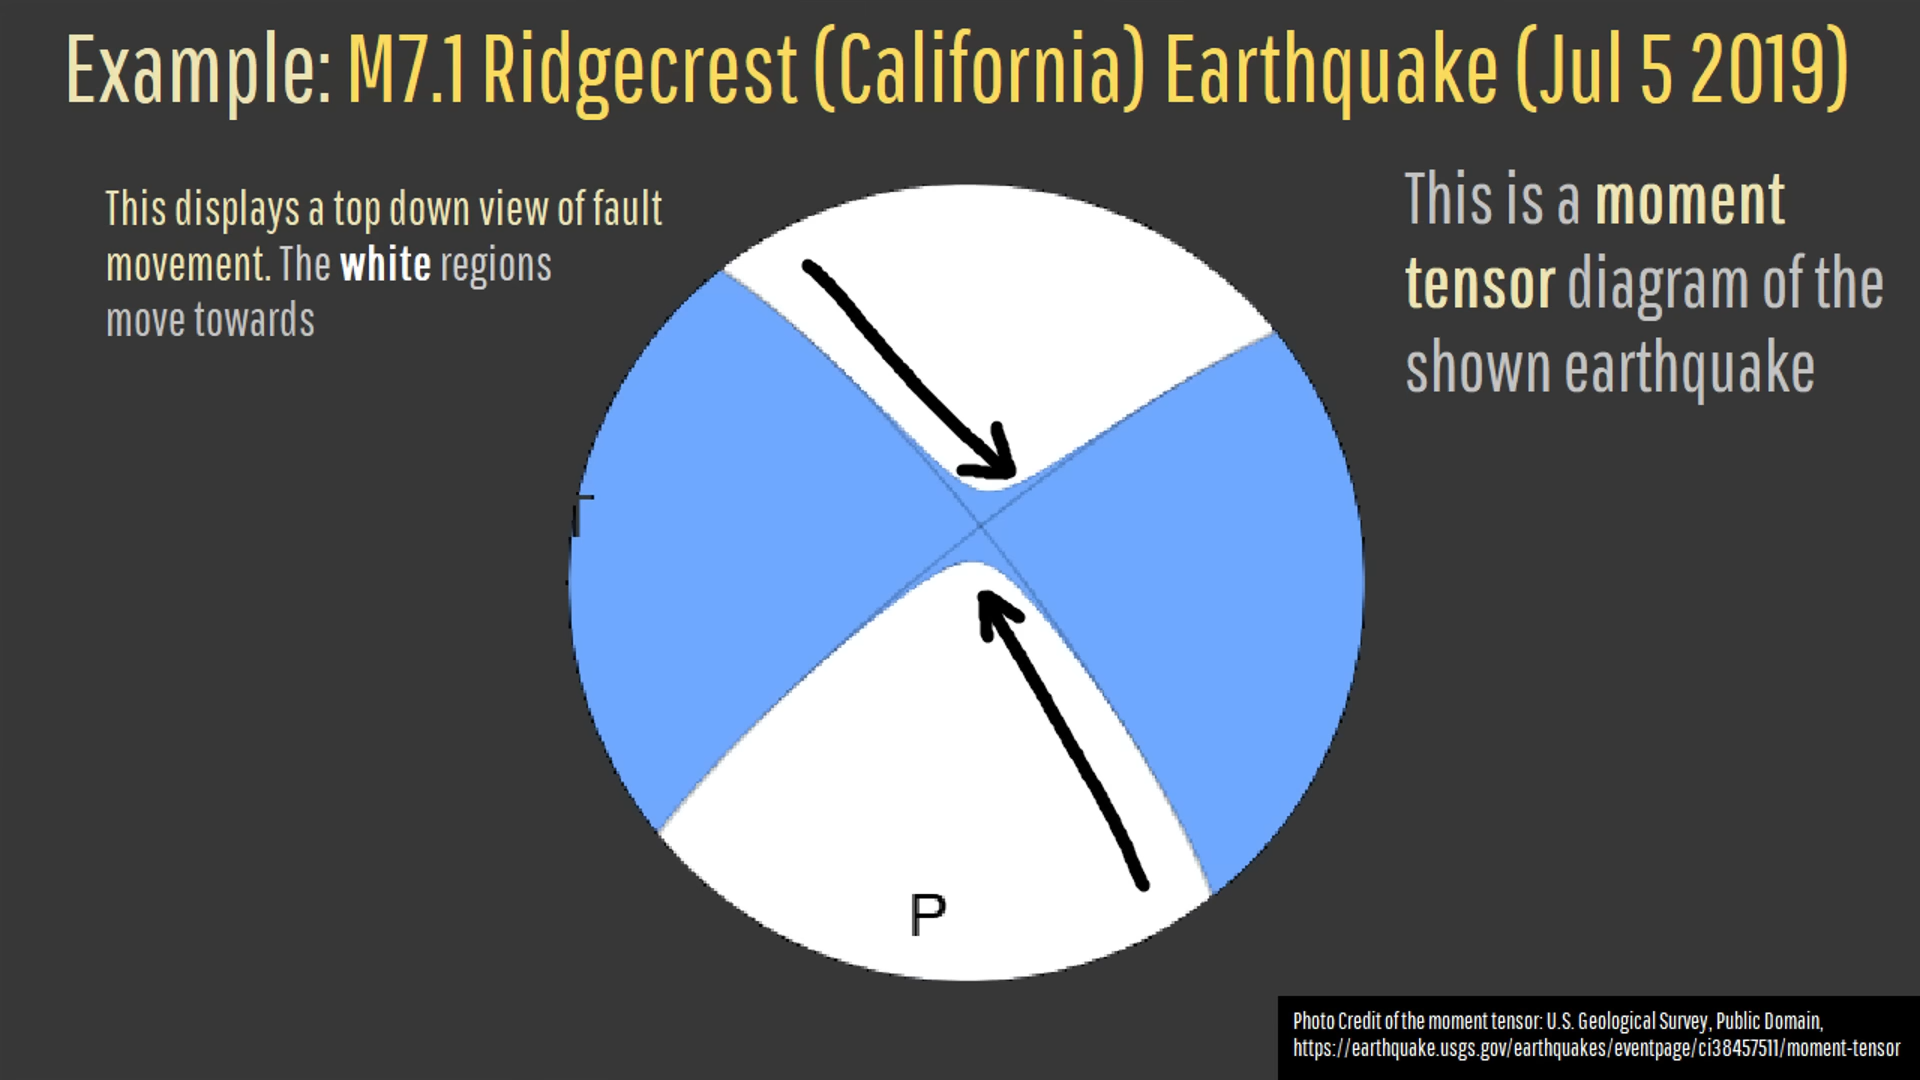 Example: M7.1 Ridgecrest (California) Earthquake (Jul 5 2019)
This displays a top down view of fault
movement. The white regions
move towards
This is a moment
tensor diagram of the
shown earthquake
T
P
Photo Credit of the moment tensor: U.S. Geological Survey, Public Domain,
https://earthquake.usgs.gov/earthquakes/eventpage/ci38457511/moment-tensor